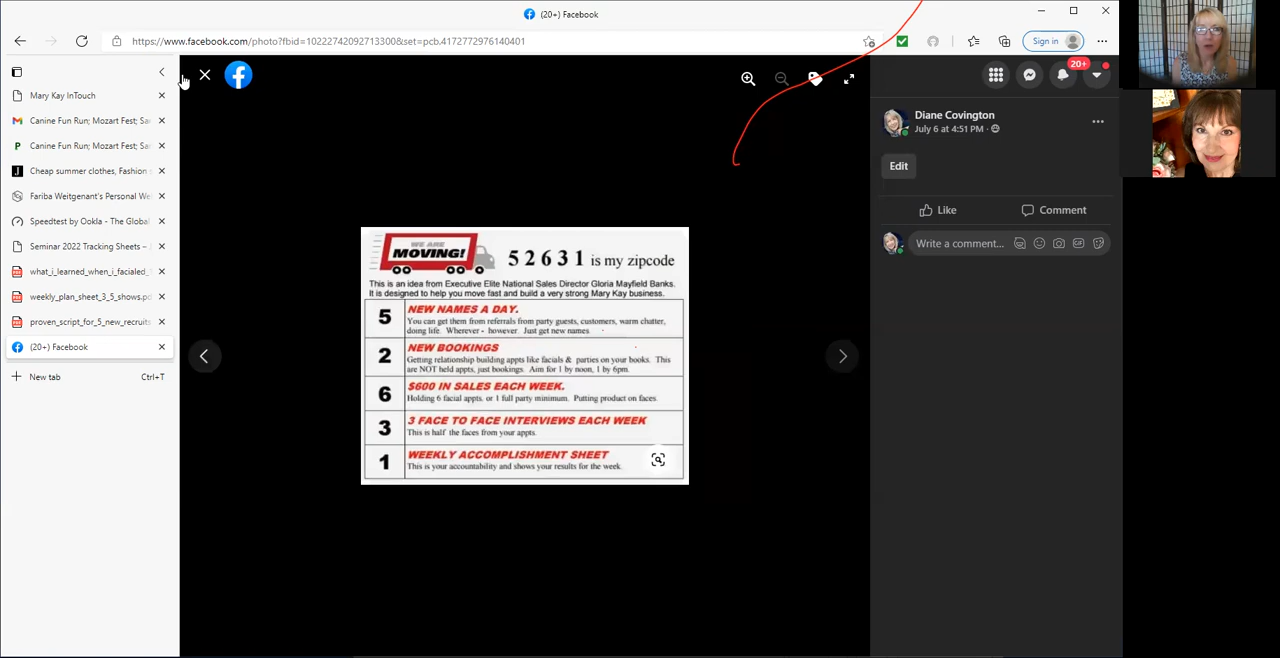 (20+) Facebook
https://www.facebook.com/photo?fbid=10222742092713300&set=pcb.4172772976140401
Sign in
Mary Kay InTouch
Canine Fun Run; Mozart Fest; Sa
Canine Fun Run; Mozart Fest; Sa
Cheap summer clothes, Fashion
Fariba Weitgenant's Personal We
Speedtest by Ookla - The Global
Seminar 2022 Tracking Sheets –
what_i_learned_when_i_facialed_
weekly_plan_sheet_3_5_shows.pd
proven_script_for_5_new_recruits
(20+) Facebook
New tab Ctrl+T
WE ARE
MOVING!
5 2 6 3 1 is my zipcode
This is an idea from Executive Elite National Sales Director Gloria Mayfield Banks.
It is designed to help you move fast and build a very strong Mary Kay business.
5 NEW NAMES A DAY.
You can get them from referrals from party guests, customers, warm chatter,
doing life. Wherever - however. Just get new names
2 NEW BOOKINGS
Getting relationship building appts like facials & parties on your books. This
are NOT held appts, just bookings. Aim for 1 by noon, 1 by 6pm.
6 $600 IN SALES EACH WEEK.
Holding 6 facial appts. or 1 full party minimum. Putting product on faces.
3 3 FACE TO FACE INTERVIEWS EACH WEEK
This is half the faces from your appts.
1 WEEKLY ACCOMPLISHMENT SHEET
This is your accountability and shows your results for the week.
20+
Diane Covington
July 6 at 4:51 PM ·
Edit
Like Comment
Write a comment...
GIF